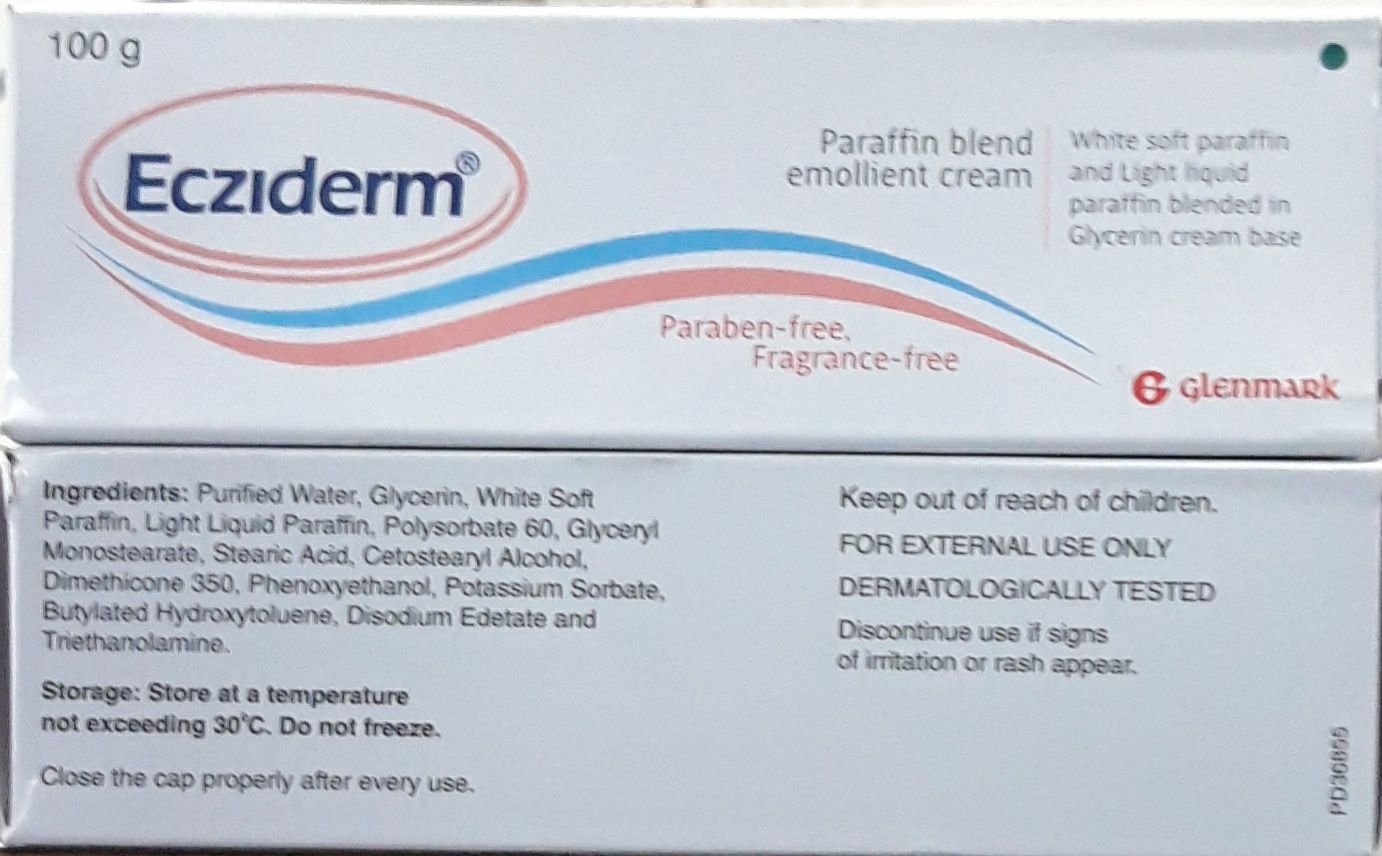 100 g
Eczıderm®
Paraffin blend
emollient cream
White soft paraffin
and Light liquid
paraffin blended in
Glycerin cream base
Paraben-free,
Fragrance-free
G glenmark
Ingredients: Purified Water, Glycerin, White Soft
Paraffin, Light Liquid Paraffin, Polysorbate 60, Glyceryl
Monostearate, Stearic Acid, Cetostearyl Alcohol,
Dimethicone 350, Phenoxyethanol, Potassium Sorbate,
Butylated Hydroxytoluene, Disodium Edetate and
Triethanolamine.
Storage: Store at a temperature
not exceeding 30°C. Do not freeze.
Close the cap properly after every use.
Keep out of reach of children.
FOR EXTERNAL USE ONLY
DERMATOLOGICALLY TESTED
Discontinue use if signs
of irritation or rash appear.